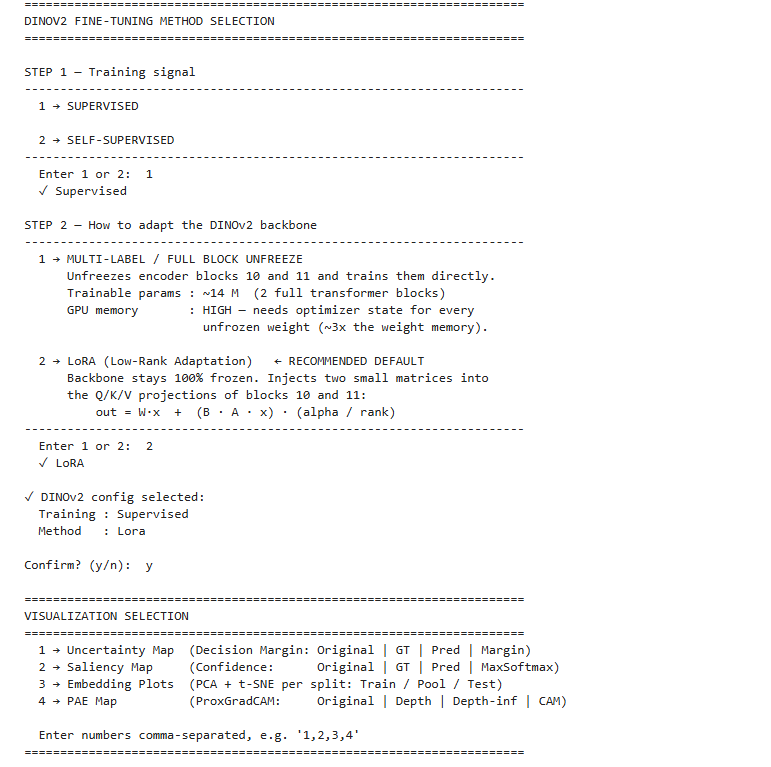 ======================================================================
DINOV2 FINE-TUNING METHOD SELECTION
======================================================================
STEP 1 — Training signal
----------------------------------------------------------------------
1 → SUPERVISED
2 → SELF-SUPERVISED
----------------------------------------------------------------------
Enter 1 or 2:  1
✓ Supervised
STEP 2 — How to adapt the DINOv2 backbone
----------------------------------------------------------------------
1 → MULTI-LABEL / FULL BLOCK UNFREEZE
Unfreezes encoder blocks 10 and 11 and trains them directly.
Trainable params : ~14 M  (2 full transformer blocks)
GPU memory       : HIGH — needs optimizer state for every
unfrozen weight (~3x the weight memory).
2 → LoRA (Low-Rank Adaptation)   ← RECOMMENDED DEFAULT
Backbone stays 100% frozen. Injects two small matrices into
the Q/K/V projections of blocks 10 and 11:
out = W·x  +  (B · A · x) · (alpha / rank)
----------------------------------------------------------------------
Enter 1 or 2:  2
✓ LoRA
✓ DINOv2 config selected:
Training : Supervised
Method   : Lora
Confirm? (y/n):  y
======================================================================
VISUALIZATION SELECTION
======================================================================
1 → Uncertainty Map  (Decision Margin: Original | GT | Pred | Margin)
2 → Saliency Map     (Confidence:      Original | GT | Pred | MaxSoftmax)
3 → Embedding Plots  (PCA + t-SNE per split: Train / Pool / Test)
4 → PAE Map          (ProxGradCAM:     Original | Depth | Depth-inf | CAM)
Enter numbers comma-separated, e.g. '1,2,3,4'
======================================================================